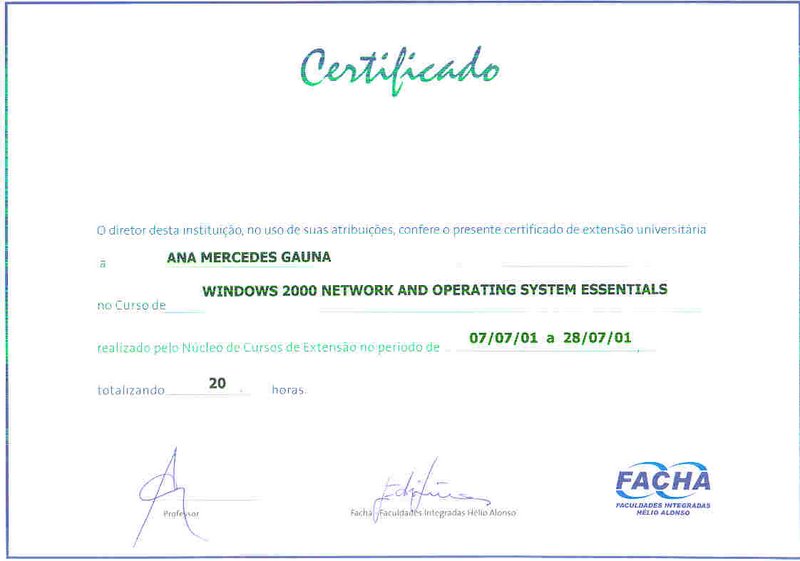 Certificado
O diretor desta instituição, no uso de suas atribuições, confere o presente certificado de extensão universitária
à ANA MERCEDES GAUNA
no Curso de WINDOWS 2000 NETWORK AND OPERATING SYSTEM ESSENTIALS
realizado pelo Núcleo de Cursos de Extensão no período de 07/07/01 a 28/07/01,
totalizando 20 horas.
Professor
Facha - Faculdades Integradas Hélio Alonso
FACHA
FACULDADES INTEGRADAS
HÉLIO ALONSO